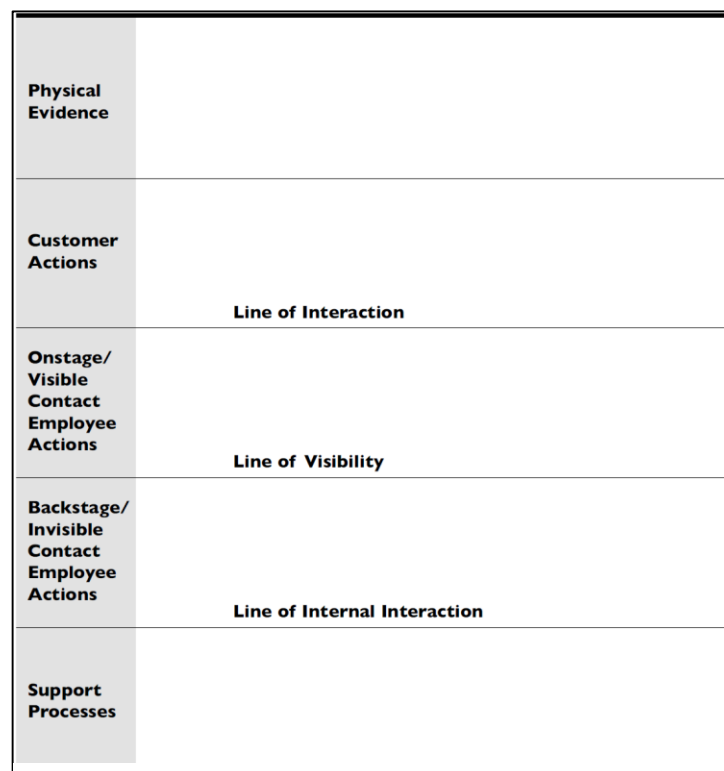 Physical
Evidence
Customer
Actions
Line of Interaction
Onstage/
Visible
Contact
Employee
Actions
Line of Visibility
Backstage/
Invisible
Contact
Employee
Actions
Line of Internal Interaction
Support
Processes